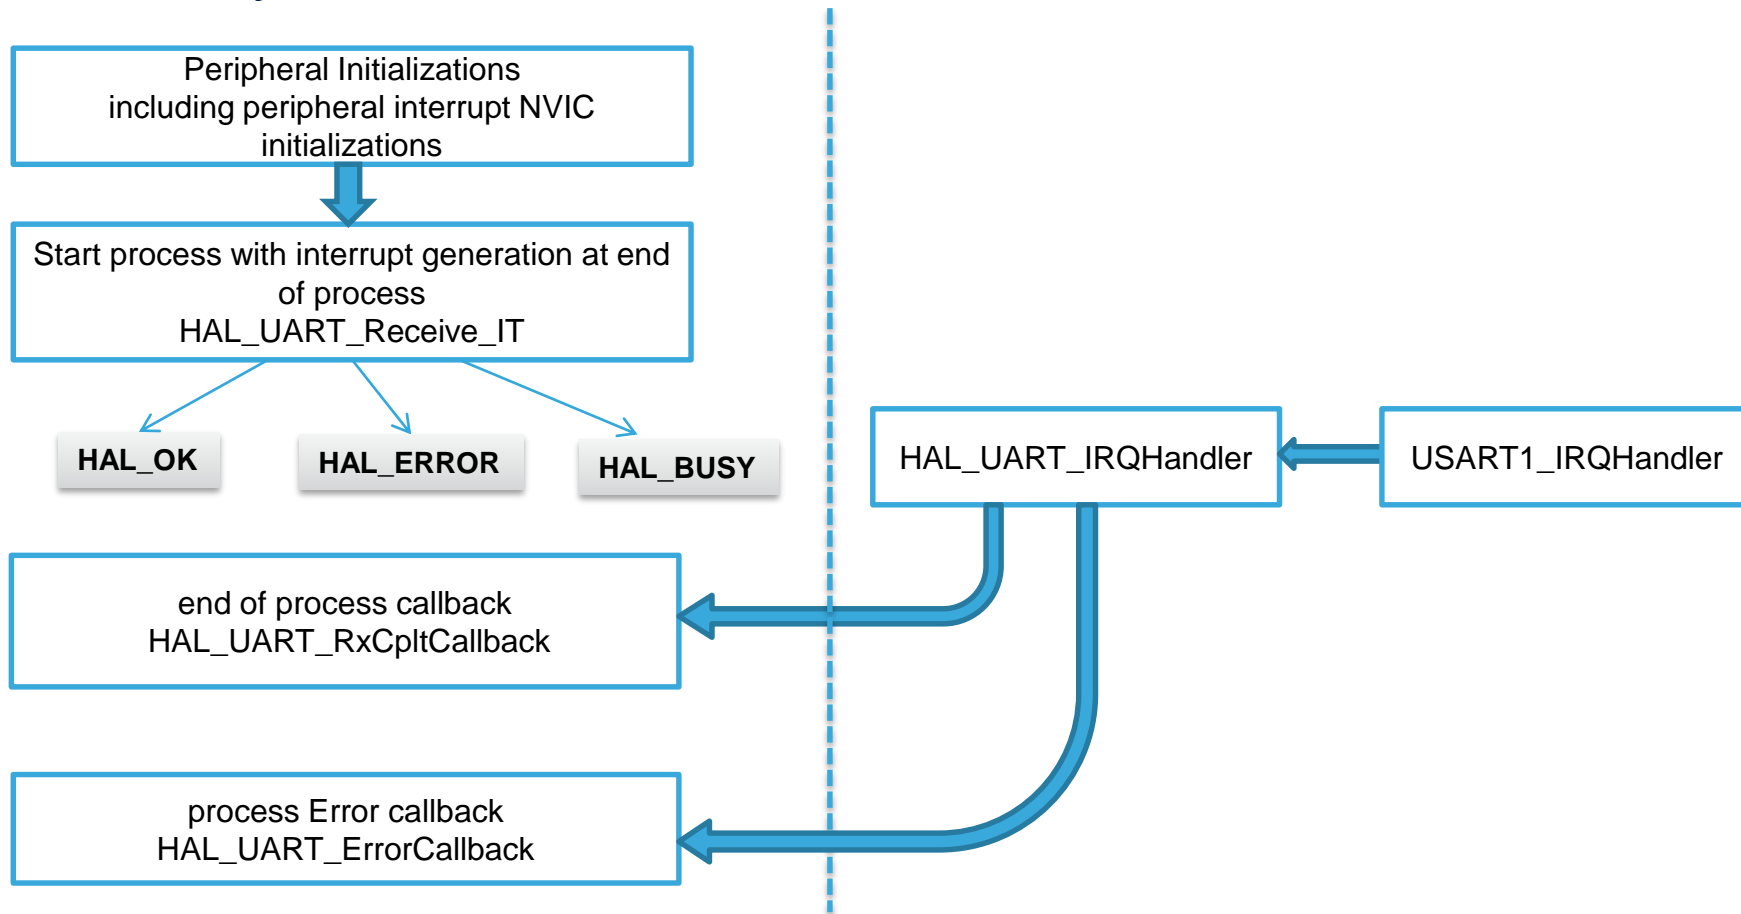 Peripheral Initializations
including peripheral interrupt NVIC
initializations
Start process with interrupt generation at end
of process
HAL_UART_Receive_IT
HAL_OK
HAL_ERROR
HAL_BUSY
HAL_UART_IRQHandler
USART1_IRQHandler
end of process callback
HAL_UART_RxCpltCallback
process Error callback
HAL_UART_ErrorCallback